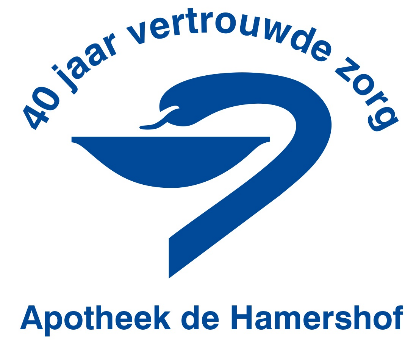 40 jaar vertrouwde zorg
Apotheek de Hamershof